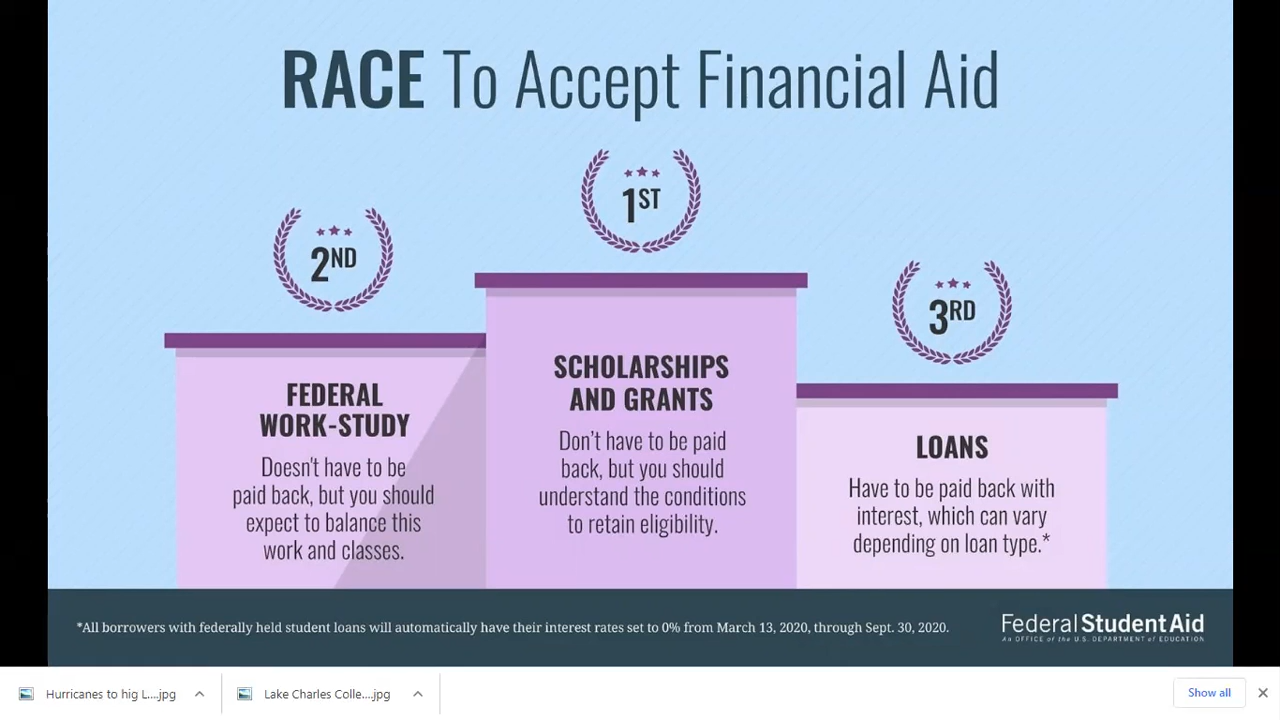 RACE To Accept Financial Aid
1ST
2ND
3RD
FEDERAL
WORK-STUDY
Doesn't have to be
paid back, but you should
expect to balance this
work and classes.
SCHOLARSHIPS
AND GRANTS
Don't have to be paid
back, but you should
understand the conditions
to retain eligibility.
LOANS
Have to be paid back with
interest, which can vary
depending on loan type.*
*All borrowers with federally held student loans will automatically have their interest rates set to 0% from March 13, 2020, through Sept. 30, 2020.
Federal Student Aid
An OFFICE of the U.S. DEPARTMENT of EDUCATION
Hurricanes to hig L....jpg
Lake Charles Colle....jpg
Show all